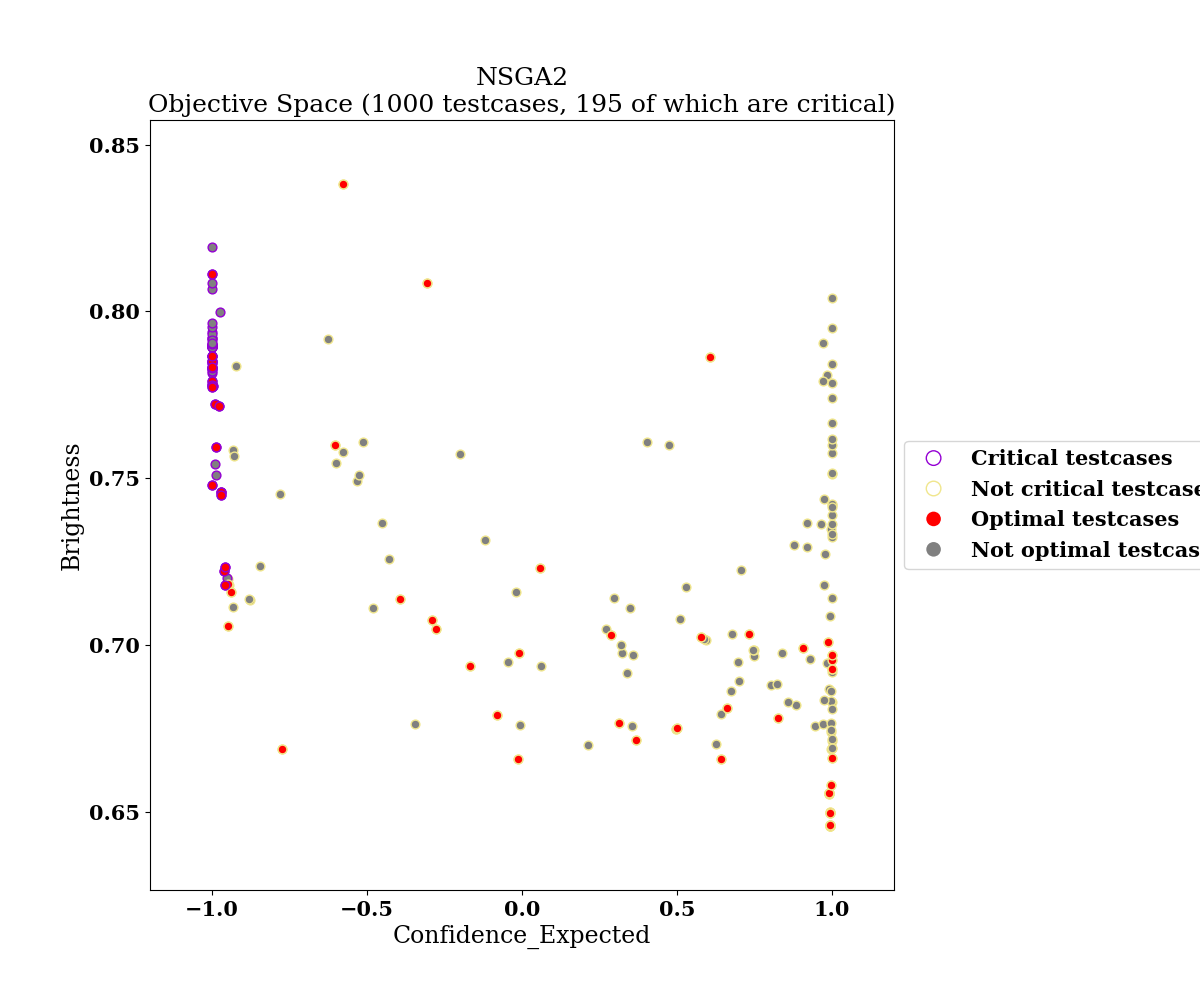 NSGA2
Objective Space (1000 testcases, 195 of which are critical)
0.85
0.80
0.75
0.70
0.65
Brightness
−1.0
−0.5
0.0
0.5
1.0
Confidence_Expected
Critical testcases
Not critical testcase
Optimal testcases
Not optimal testcas